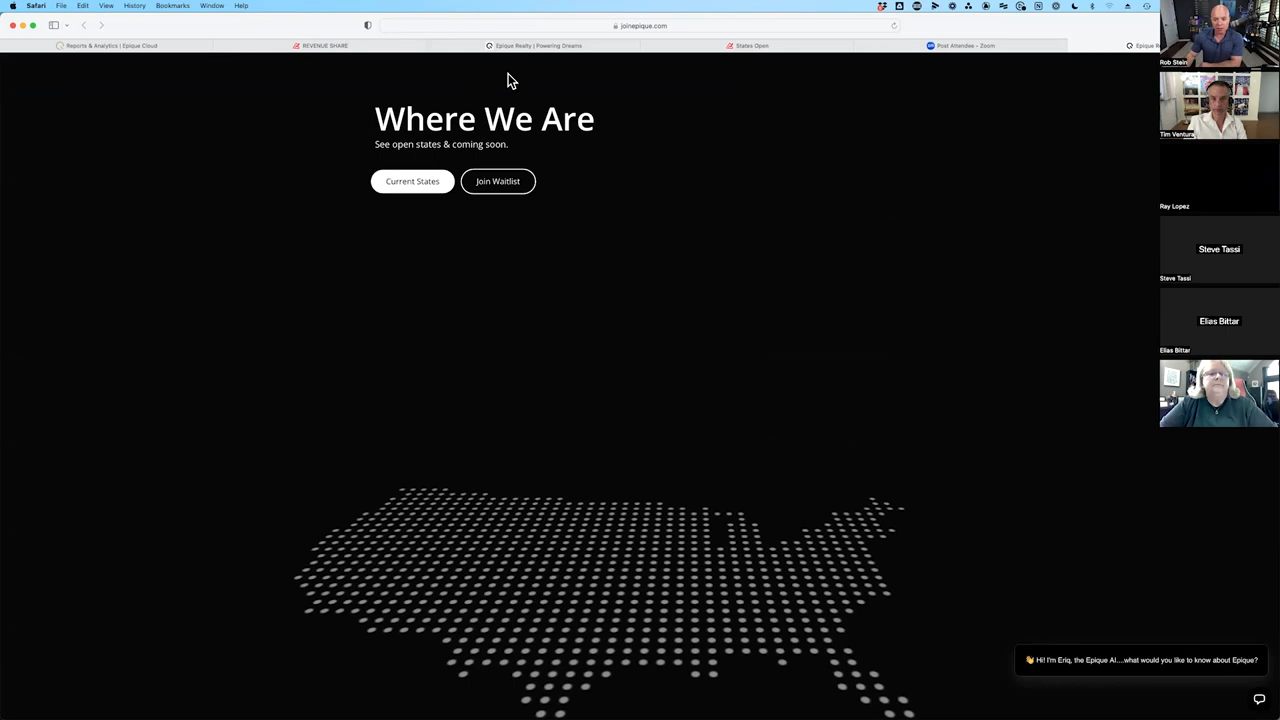 Safari File Edit View History Bookmarks Window Help
joinepique.com
Reports & Analytics | Epique Cloud
REVENUE SHARE
Epique Realty | Powering Dreams
States Open
Post Attendee - Zoom
Epique R
Where We Are
See open states & coming soon.
Current States
Join Waitlist
Rob Stein
Tim Ventura
Ray Lopez
Steve Tassi
Steve Tassi
Elias Bittar
Elias Bittar
👋 Hi! I'm Eriq, the Epique AI....what would you like to know about Epique?